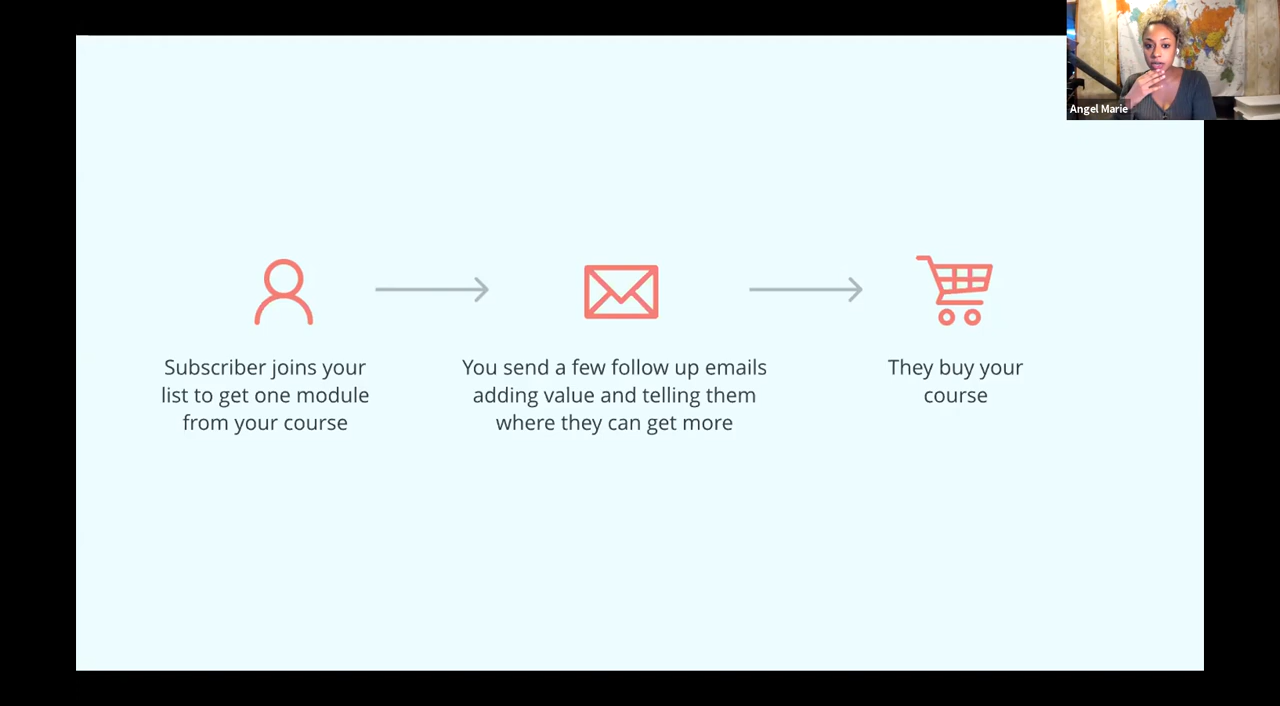 Angel Marie
Subscriber joins your
list to get one module
from your course
You send a few follow up emails
adding value and telling them
where they can get more
They buy your
course